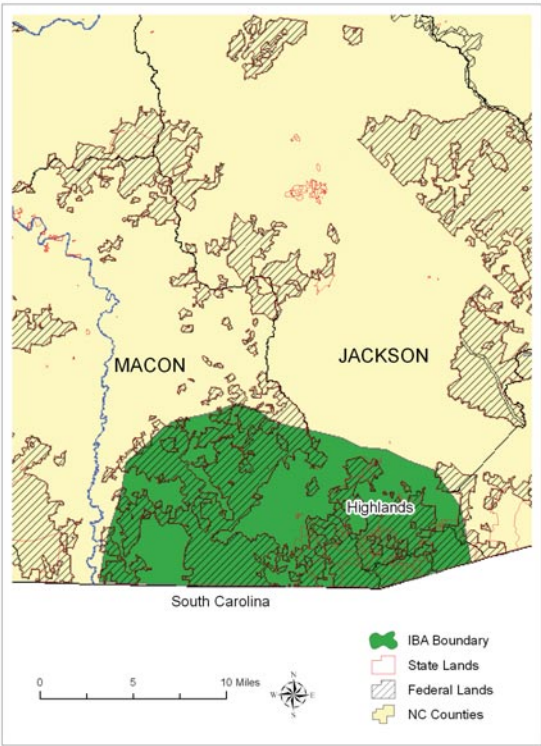 MACON
JACKSON
Highlands
South Carolina
0 5 10 Miles
N
W E
S
IBA Boundary
State Lands
Federal Lands
NC Counties